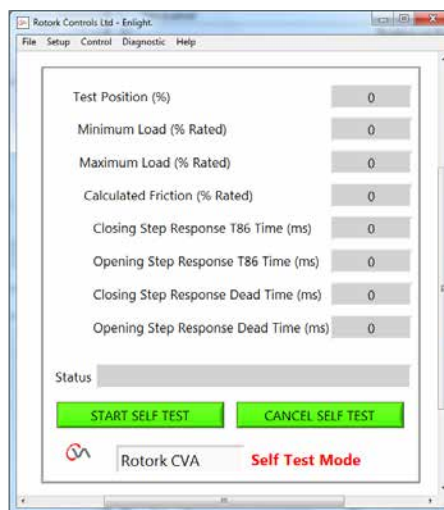 Rotork Controls Ltd - Enlight.
File Setup Control Diagnostic Help
Test Position (%) 0
Minimum Load (% Rated) 0
Maximum Load (% Rated) 0
Calculated Friction (% Rated) 0
Closing Step Response T86 Time (ms) 0
Opening Step Response T86 Time (ms) 0
Closing Step Response Dead Time (ms) 0
Opening Step Response Dead Time (ms) 0
Status
START SELF TEST CANCEL SELF TEST
Rotork CVA Self Test Mode